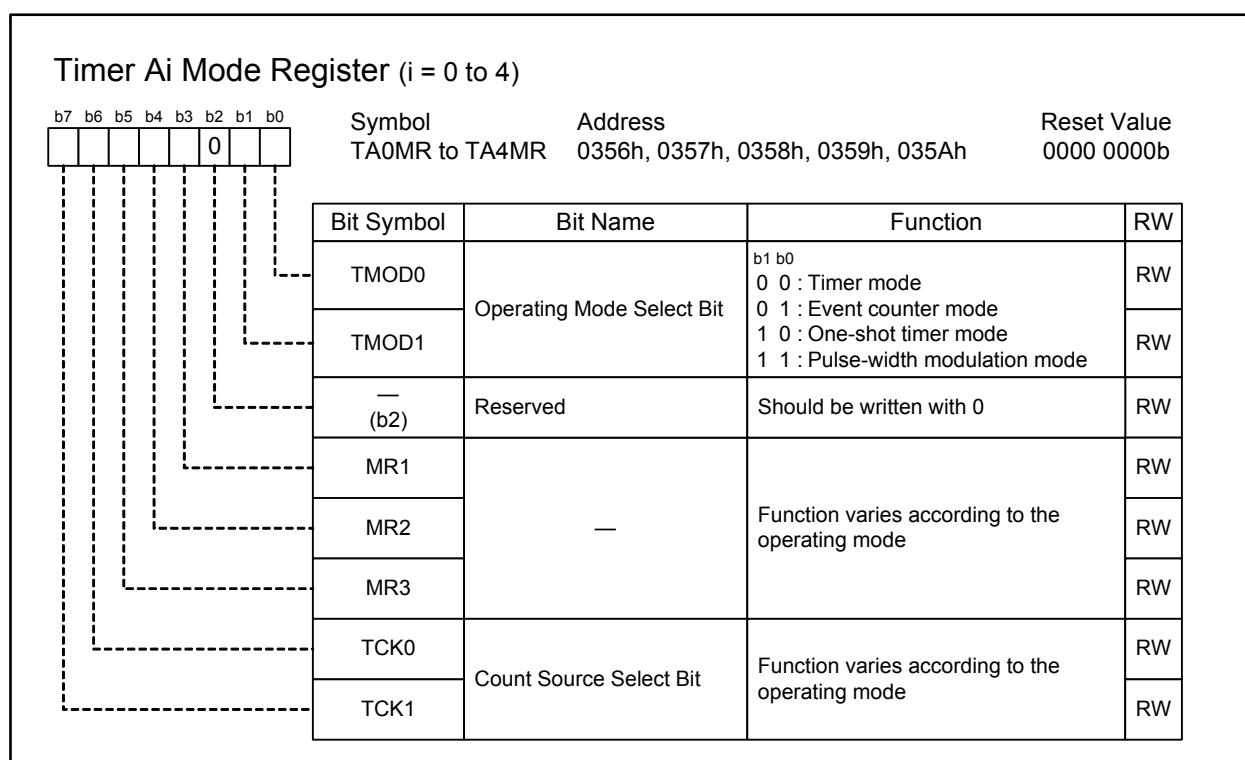 Timer Ai Mode Register (i = 0 to 4)
b7 b6 b5 b4 b3 b2 b1 b0
0
Symbol Address Reset Value
TA0MR to TA4MR 0356h, 0357h, 0358h, 0359h, 035Ah 0000 0000b
Bit Symbol Bit Name Function RW
TMOD0 Operating Mode Select Bit RW
b1 b0
0 0 : Timer mode
0 1 : Event counter mode
1 0 : One-shot timer mode
1 1 : Pulse-width modulation mode
TMOD1 RW
—
(b2) Reserved Should be written with 0 RW
MR1 RW
MR2 — Function varies according to the
operating mode RW
MR3 RW
TCK0 Count Source Select Bit Function varies according to the
operating mode RW
TCK1 RW